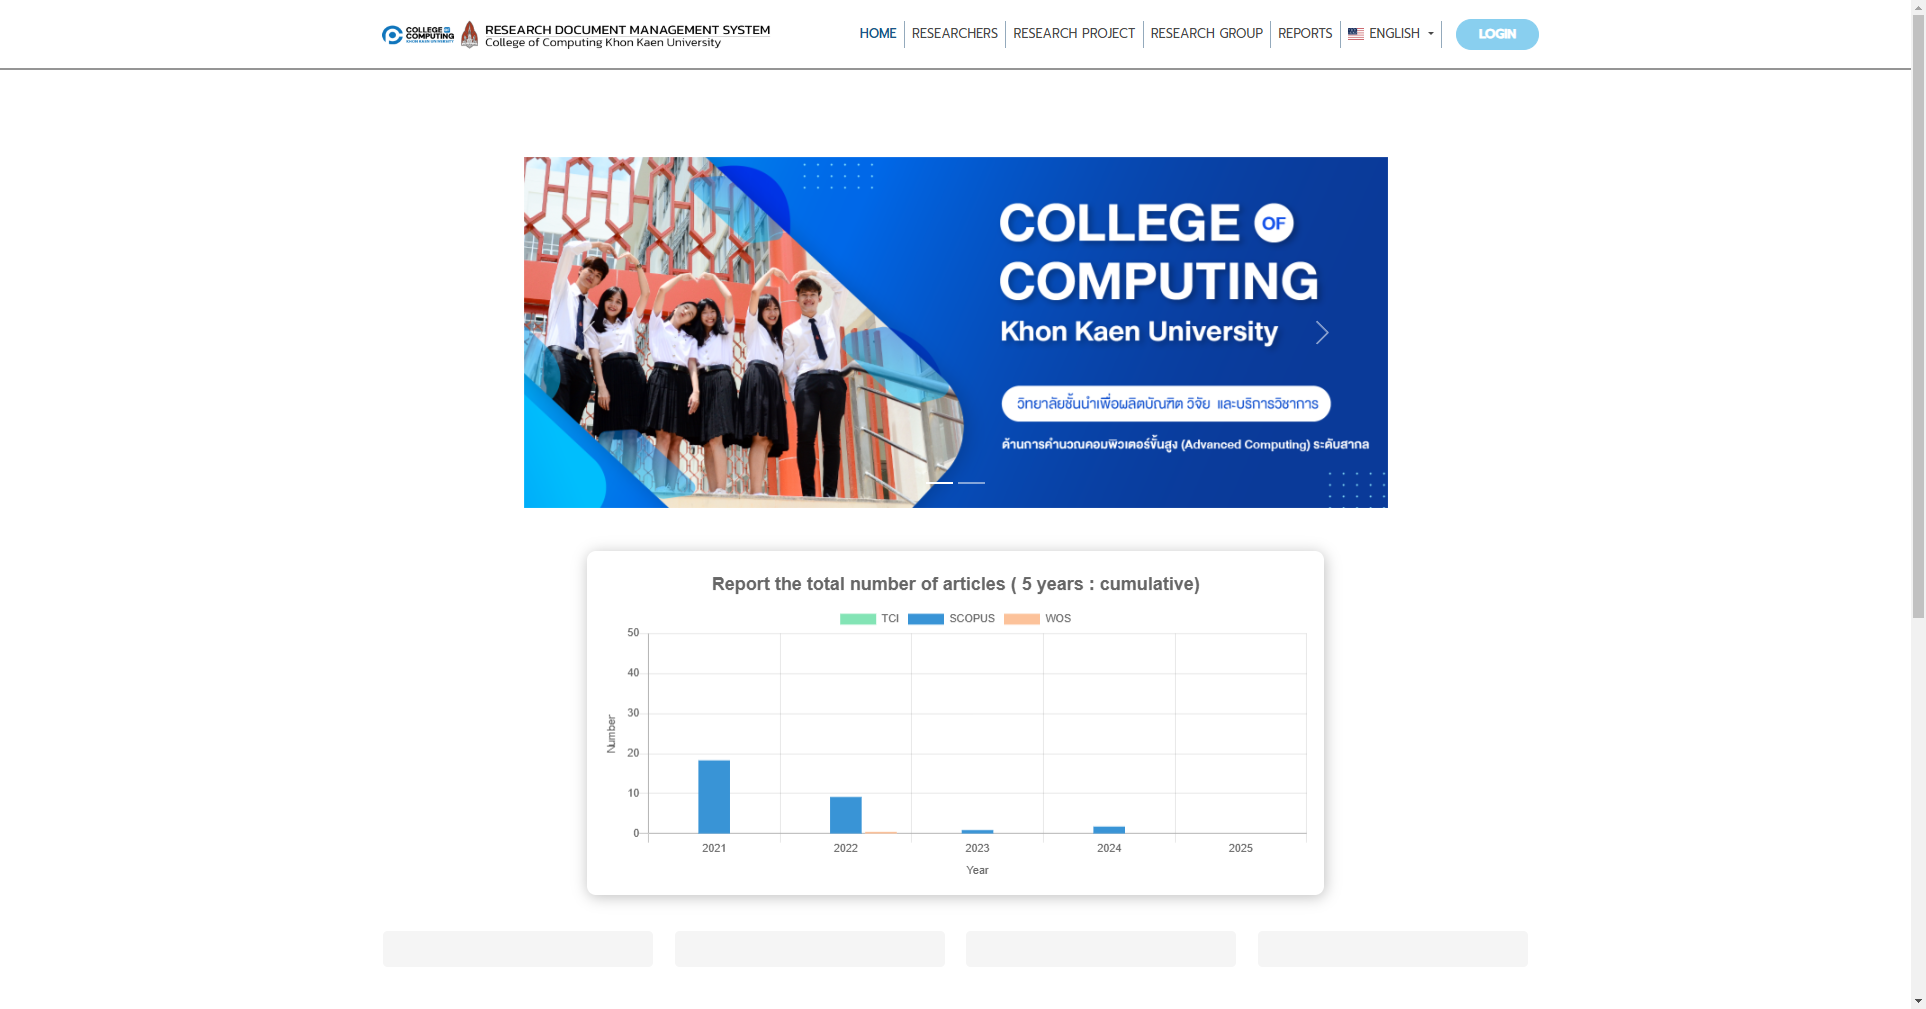 COLLEGE OF
COMPUTING
KHON KAEN UNIVERSITY
RESEARCH DOCUMENT MANAGEMENT SYSTEM
College of Computing Khon Kaen University
HOME RESEARCHERS RESEARCH PROJECT RESEARCH GROUP REPORTS ENGLISH LOGIN
COLLEGE OF
COMPUTING
Khon Kaen University
วิทยาลัยชั้นนำเพื่อผลิตบัณฑิต วิจัย และบริการวิชาการ
ด้านการคำนวณคอมพิวเตอร์ขั้นสูง (Advanced Computing) ระดับสากล
Report the total number of articles ( 5 years : cumulative)
TCI SCOPUS WOS
50
40
30
20
10
0
Number
2021 2022 2023 2024 2025
Year